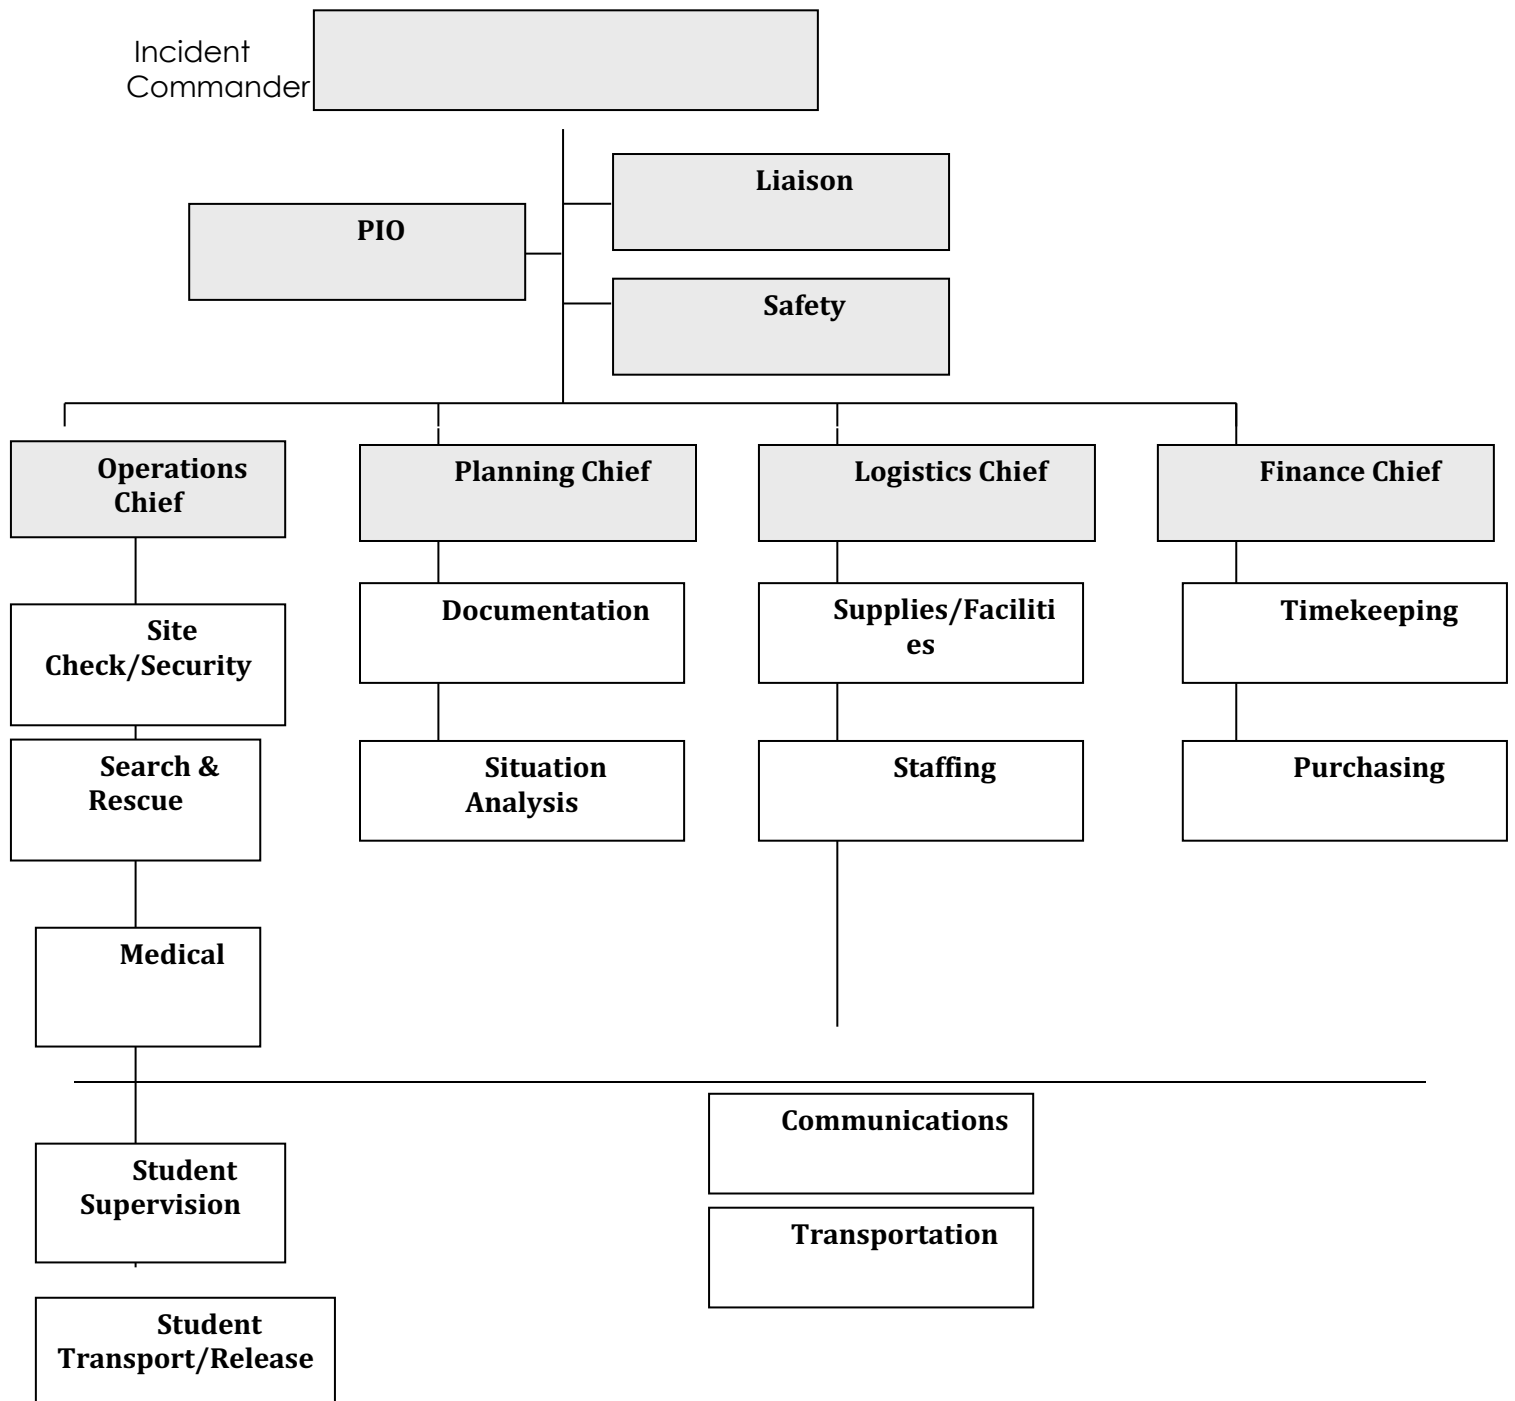 Incident
Commander
Liaison
PIO
Safety
Operations
Chief
Planning Chief
Logistics Chief
Finance Chief
Site
Check/Security
Documentation
Supplies/Faciliti
es
Timekeeping
Search &
Rescue
Situation
Analysis
Staffing
Purchasing
Medical
Communications
Student
Supervision
Transportation
Student
Transport/Release